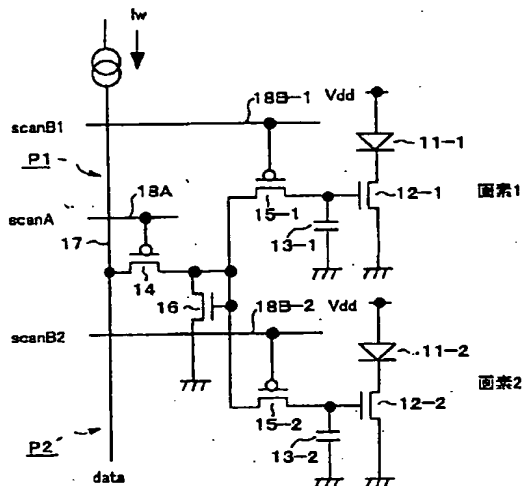 Iw
18B-1
Vdd
scanB1
11-1
P1
12-1
画素1
18A
scanA
15-1
13-1
17
14
16
18B-2
Vdd
scanB2
11-2
画素2
12-2
15-2
P2
13-2
data